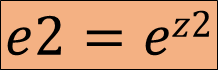 e2 = e^{z2}